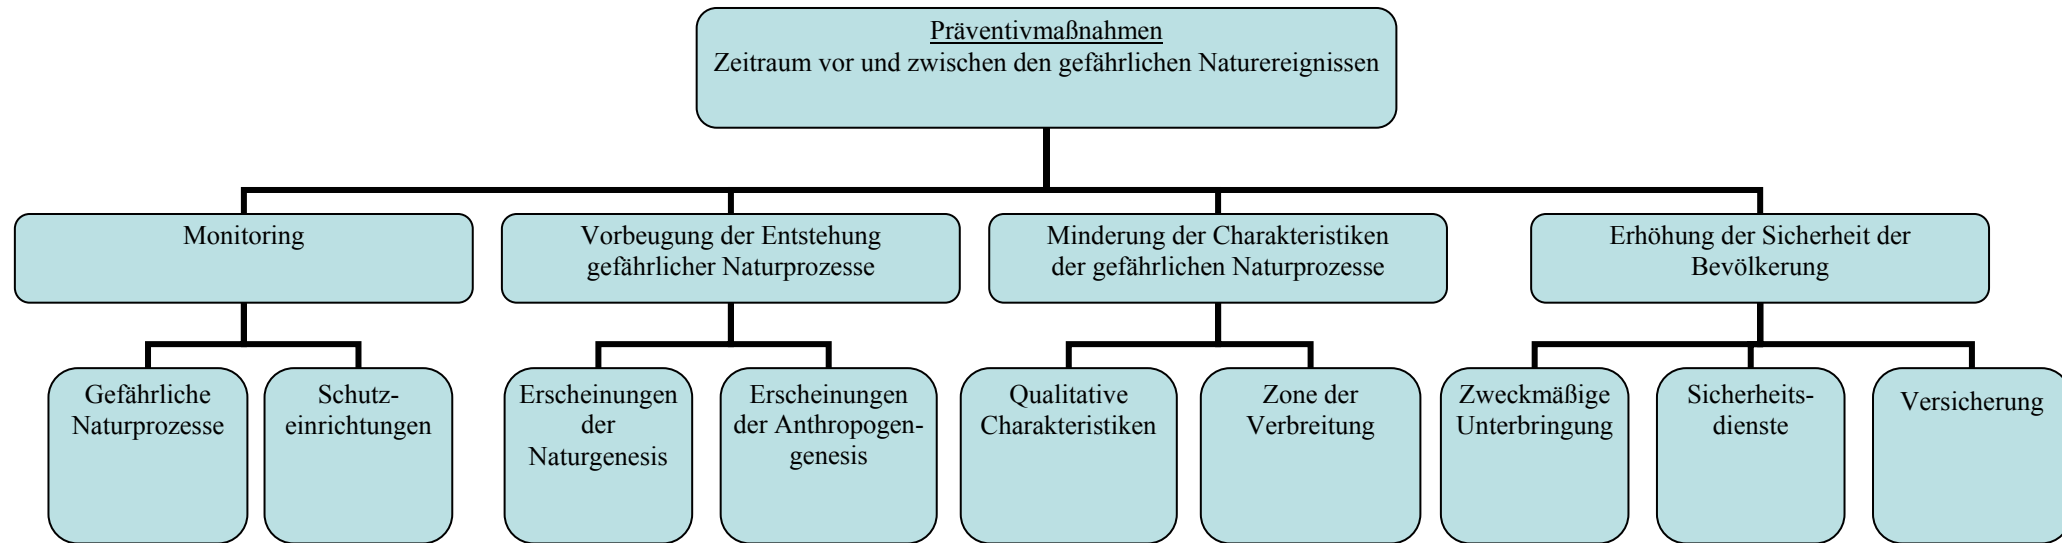 Präventivmaßnahmen
Zeitraum vor und zwischen den gefährlichen Naturereignissen
Monitoring
Vorbeugung der Entstehung
gefährlicher Naturprozesse
Minderung der Charakteristiken
der gefährlichen Naturprozesse
Erhöhung der Sicherheit der
Bevölkerung
Gefährliche
Naturprozesse
Schutz-
einrichtungen
Erscheinungen
der
Naturgenesis
Erscheinungen
der Anthropogen-
genesis
Qualitative
Charakteristiken
Zone der
Verbreitung
Zweckmäßige
Unterbringung
Sicherheits-
dienste
Versicherung